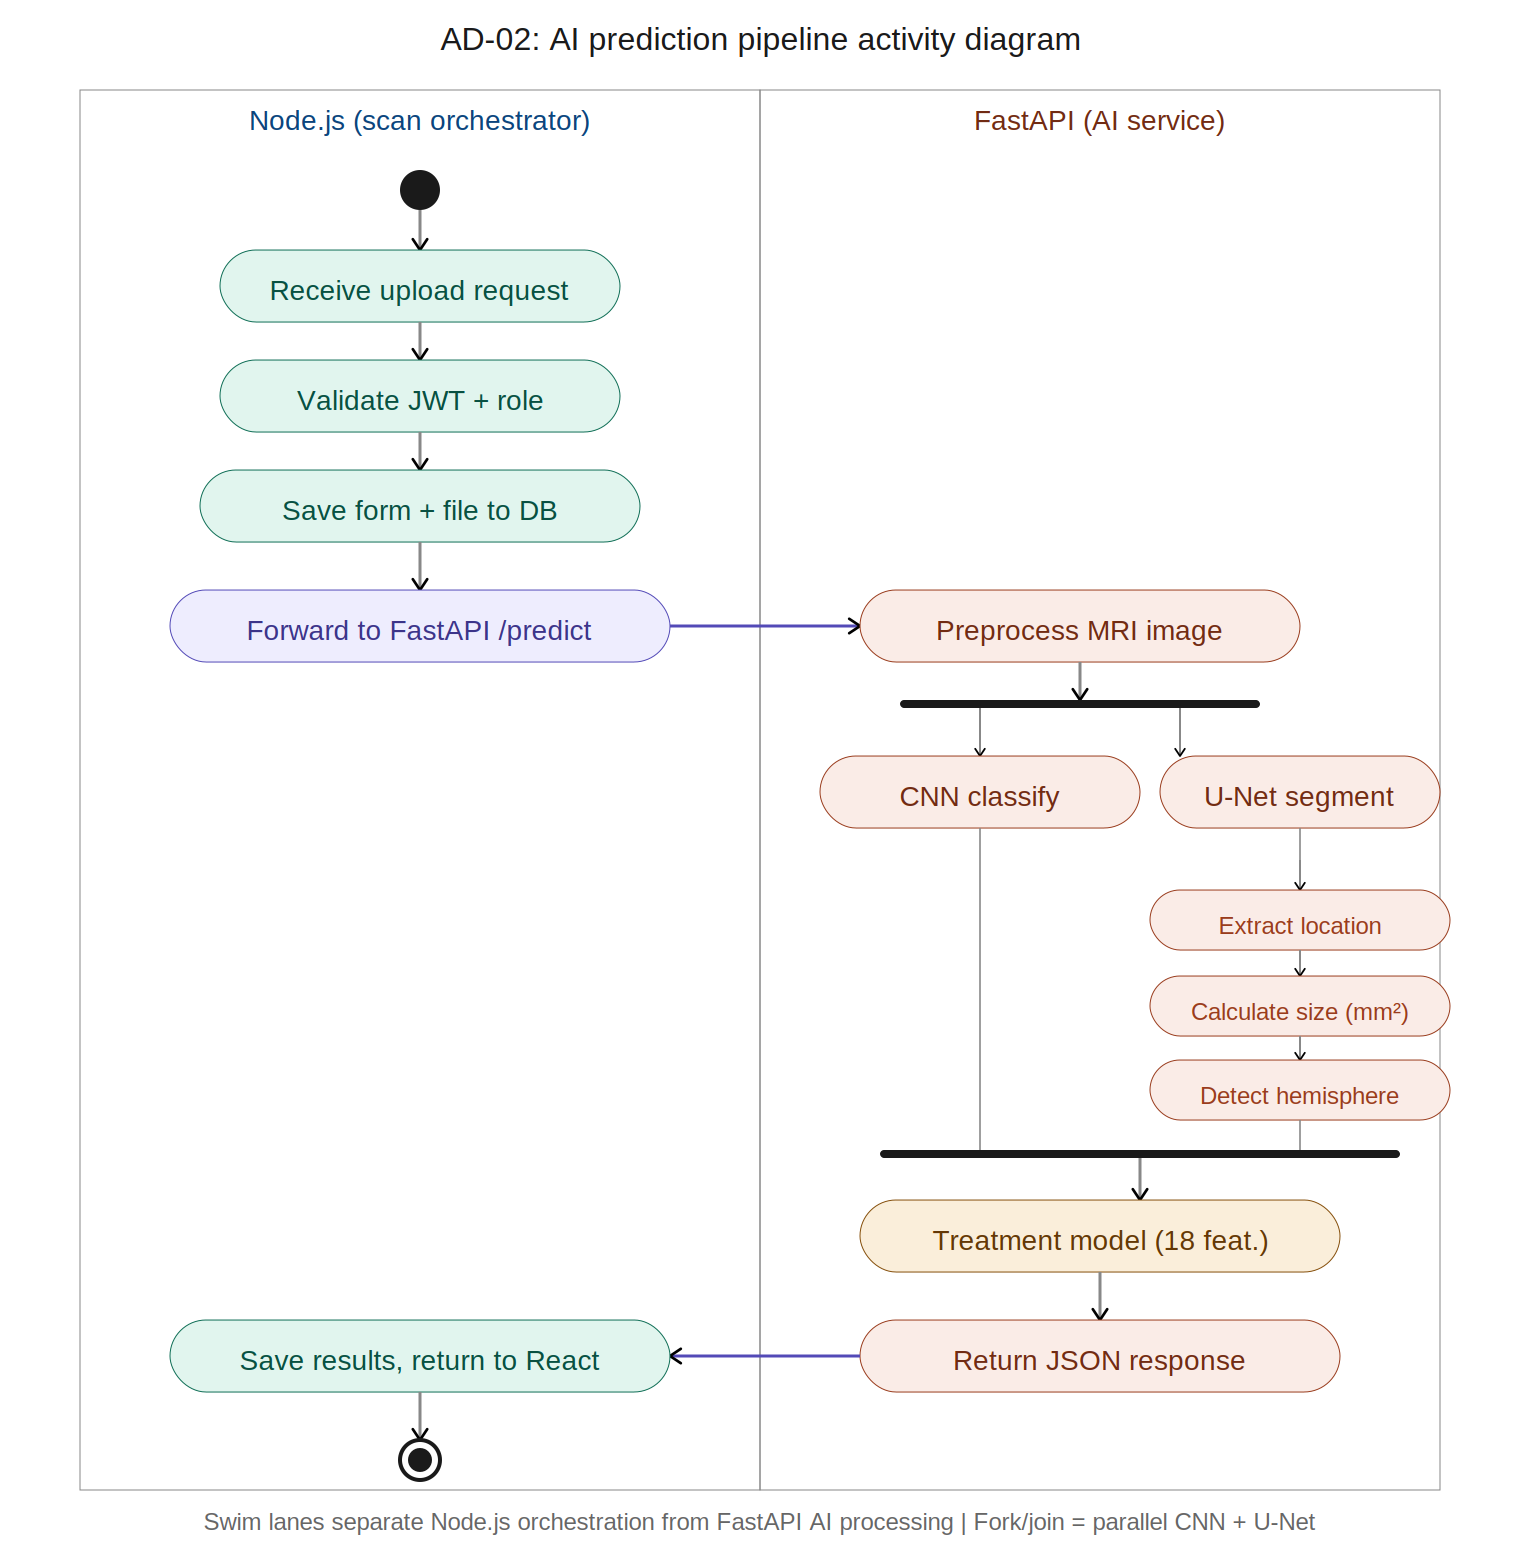 AD-02: AI prediction pipeline activity diagram
Node.js (scan orchestrator)
FastAPI (AI service)
Receive upload request
Validate JWT + role
Save form + file to DB
Forward to FastAPI /predict
Preprocess MRI image
CNN classify
U-Net segment
Extract location
Calculate size (mm²)
Detect hemisphere
Treatment model (18 feat.)
Return JSON response
Save results, return to React
Swim lanes separate Node.js orchestration from FastAPI AI processing | Fork/join = parallel CNN + U-Net